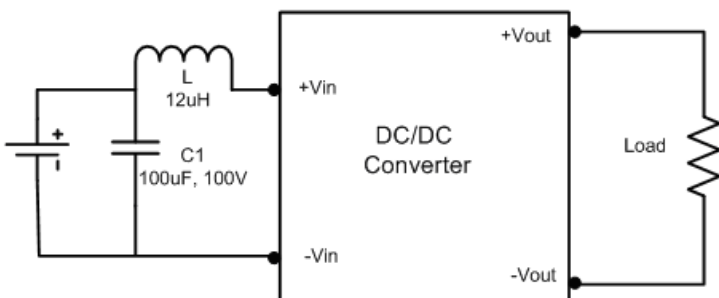 +Vout
L
12uH
+Vin
+
-
C1
100uF, 100V
DC/DC
Converter
Load
-Vin
-Vout